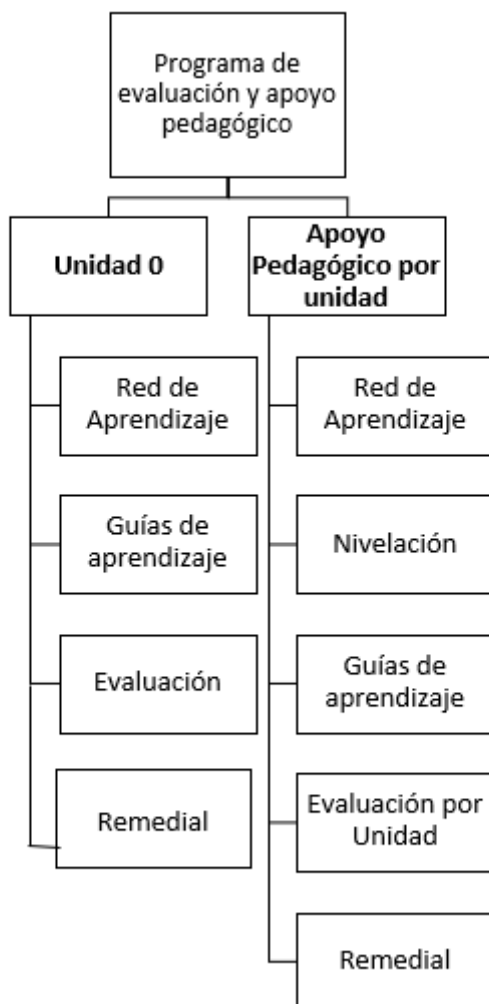 Programa de
evaluación y apoyo
pedagógico
Unidad 0
Apoyo
Pedagógico por
unidad
Red de
Aprendizaje
Guías de
aprendizaje
Evaluación
Remedial
Red de
Aprendizaje
Nivelación
Guías de
aprendizaje
Evaluación por
Unidad
Remedial